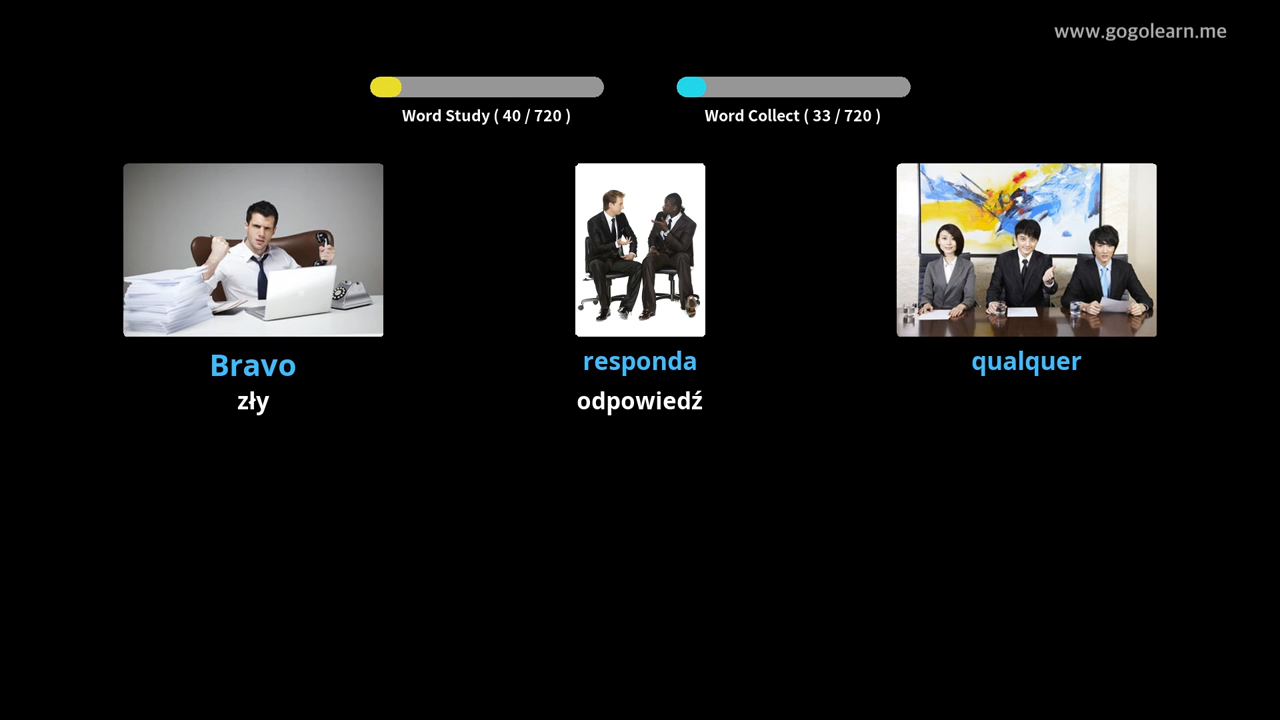 www.gogolearn.me
Word Study ( 40 / 720 )
Word Collect ( 33 / 720 )
Bravo
responda
qualquer
zły
odpowiedź